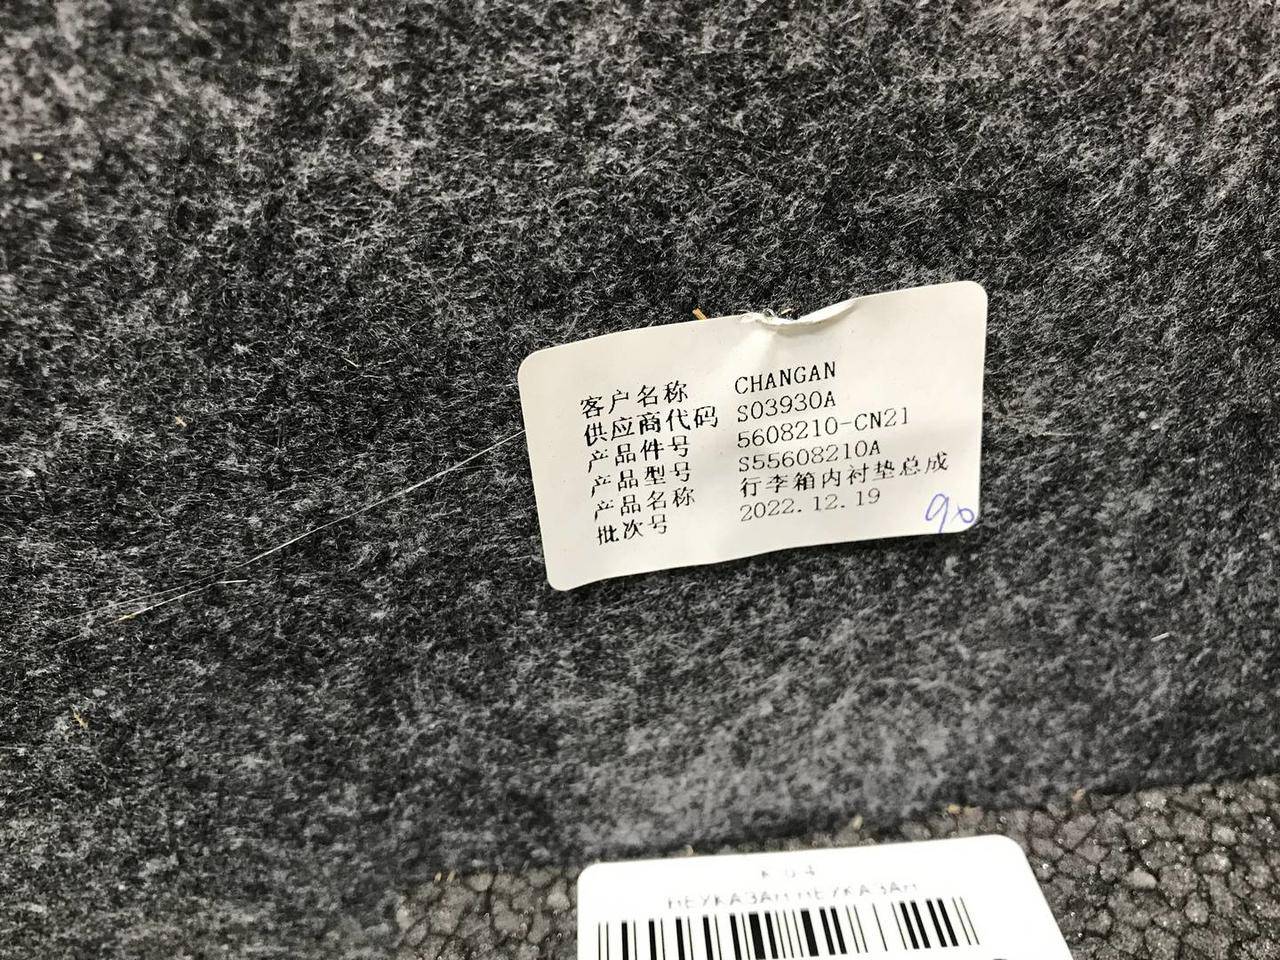 客户名称 CHANGAN
供应商代码 S03930A
产品件号 5608210-CN21
产品型号 S55608210A
产品名称 行李箱内衬垫总成
批次号 2022.12.19
90
НЕУКАЗАН НЕУКАЗАН